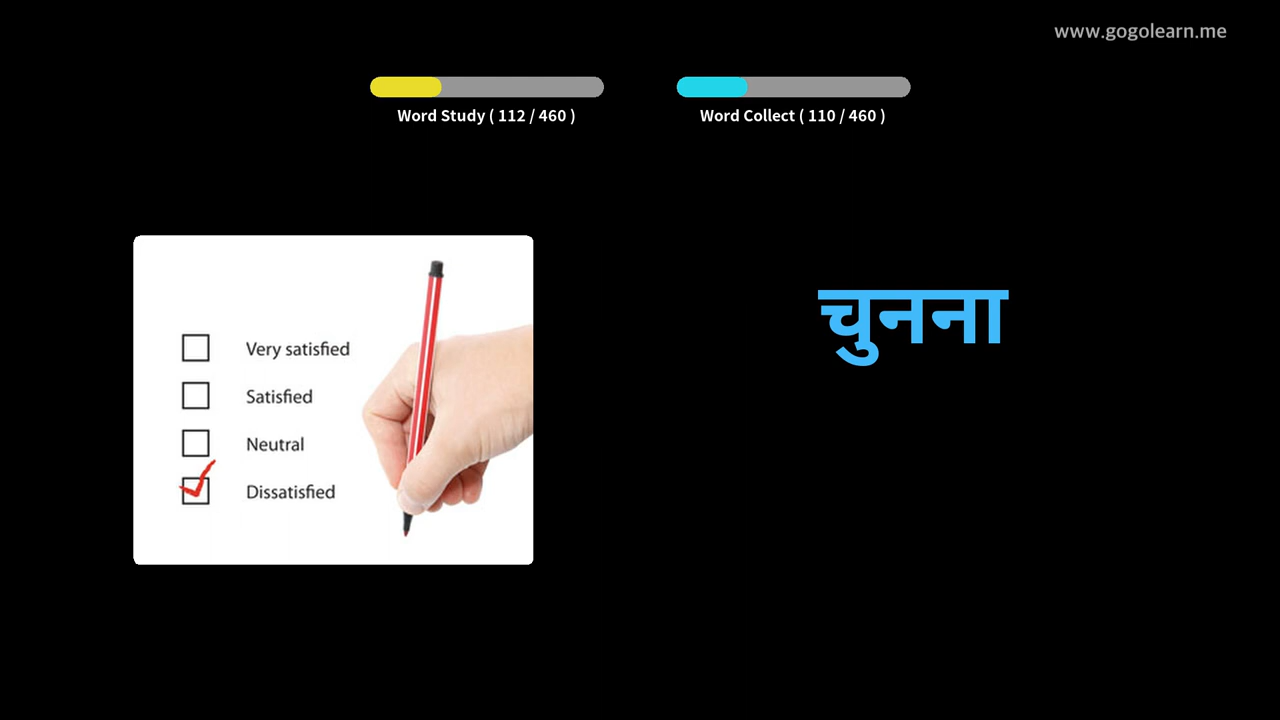 www.gogolearn.me
Word Study ( 112 / 460 )
Word Collect ( 110 / 460 )
Very satisfied
Satisfied
Neutral
Dissatisfied
चुनना